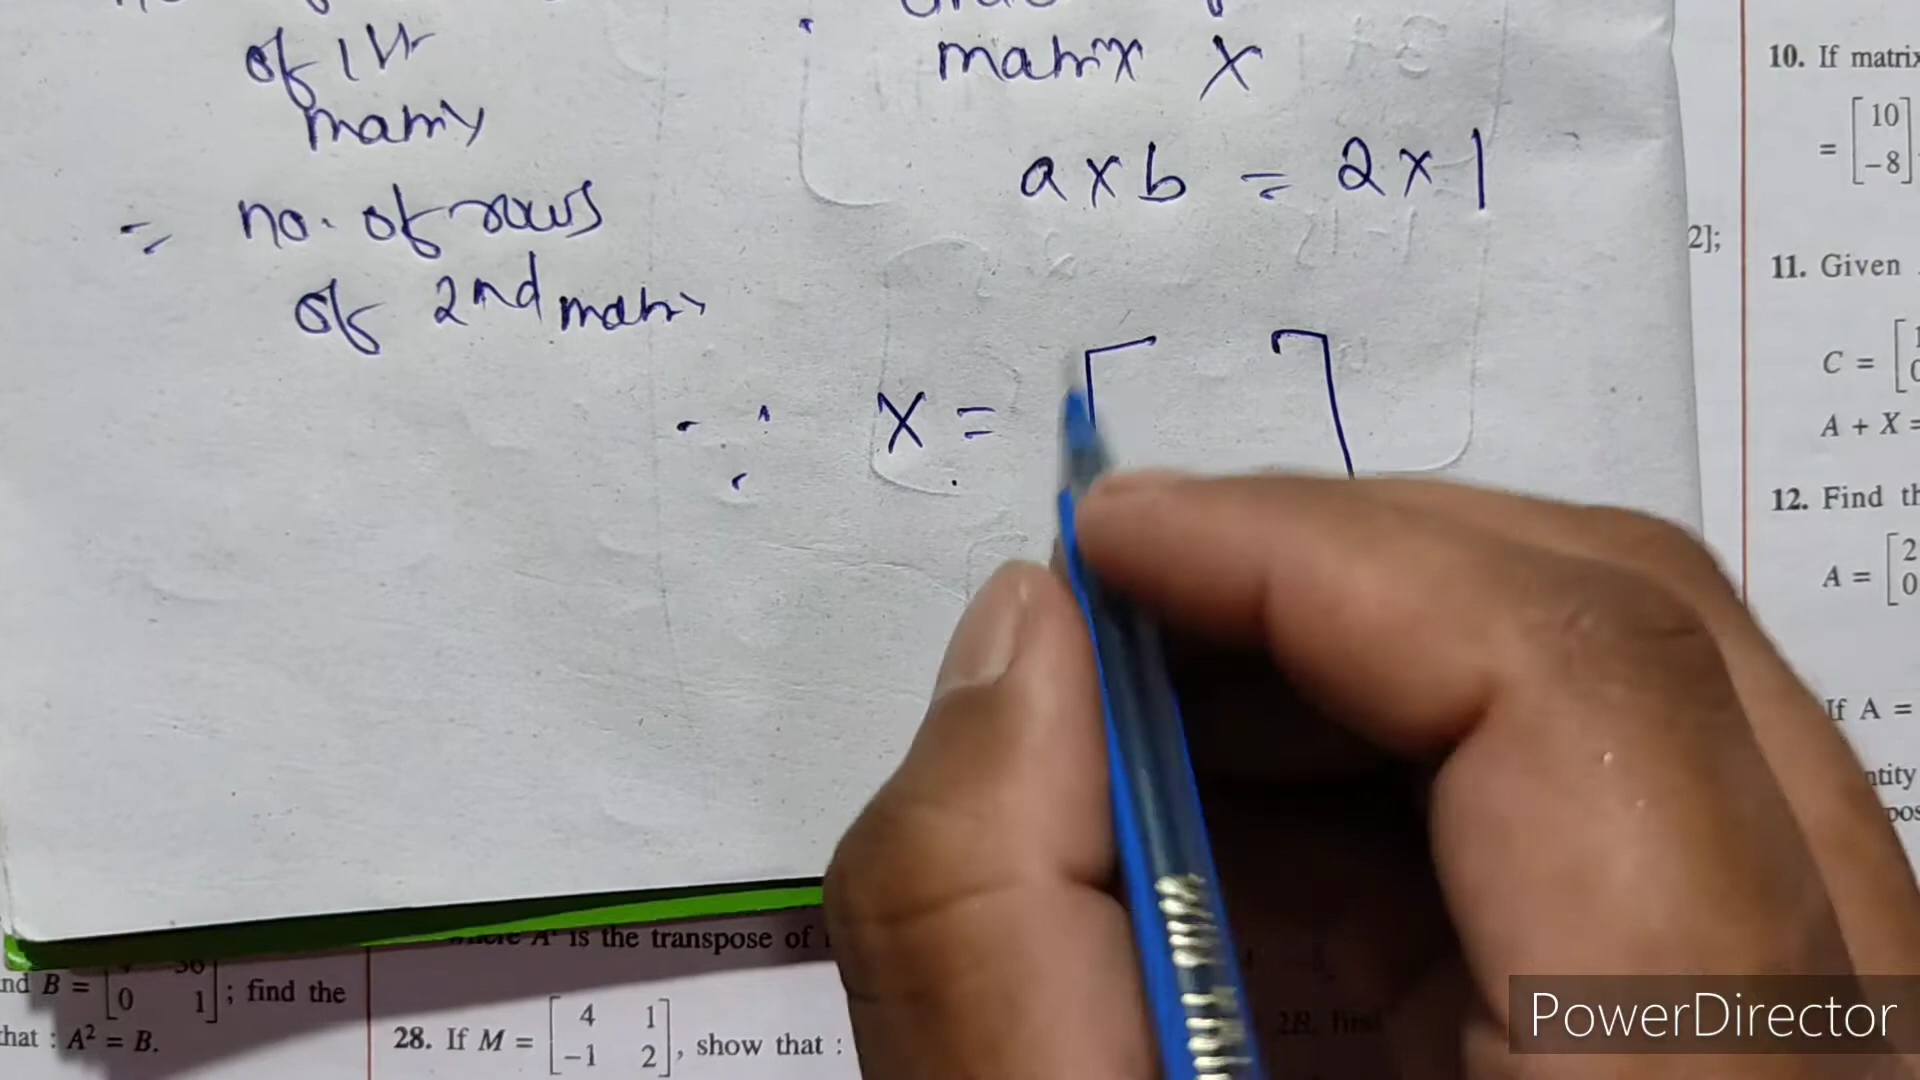 of 1st
matrix
= no. of rows
of 2nd matrix
matrix X
a x b = 2 x 1
X =
10. If matrix
= [10
-8]
2];
11. Given
C = [1
0
A + X =
12. Find th
A = [2
0
If A =
ntity
pos
A^t is the transpose of
nd B = [
0 1]; find the
hat : A² = B.
28. If M = [4 1
-1 2], show that :
PowerDirector